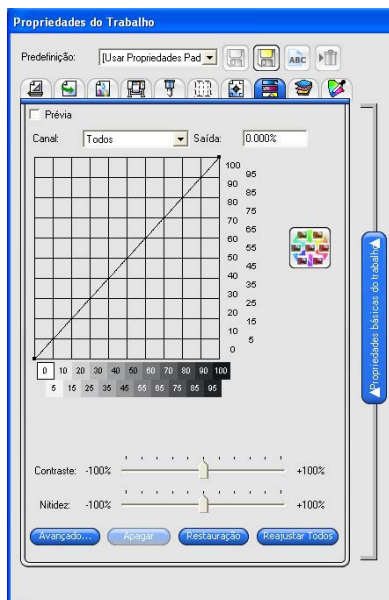 Propriedades do Trabalho
Predefinição: [Usar Propriedades Pad
ABC
Prévia
Canal: Todos Saída: 0.000%
100
95
90
85
80
75
70
65
60
55
50
45
40
35
30
25
20
15
10
5
0
0 10 20 30 40 50 60 70 80 90 100
5 15 25 35 45 55 65 75 85 95
Contraste: -100% +100%
Nitidez: -100% +100%
Avançado... Apagar Restauração Reajustar Todos
Propriedades básicas do trabalho